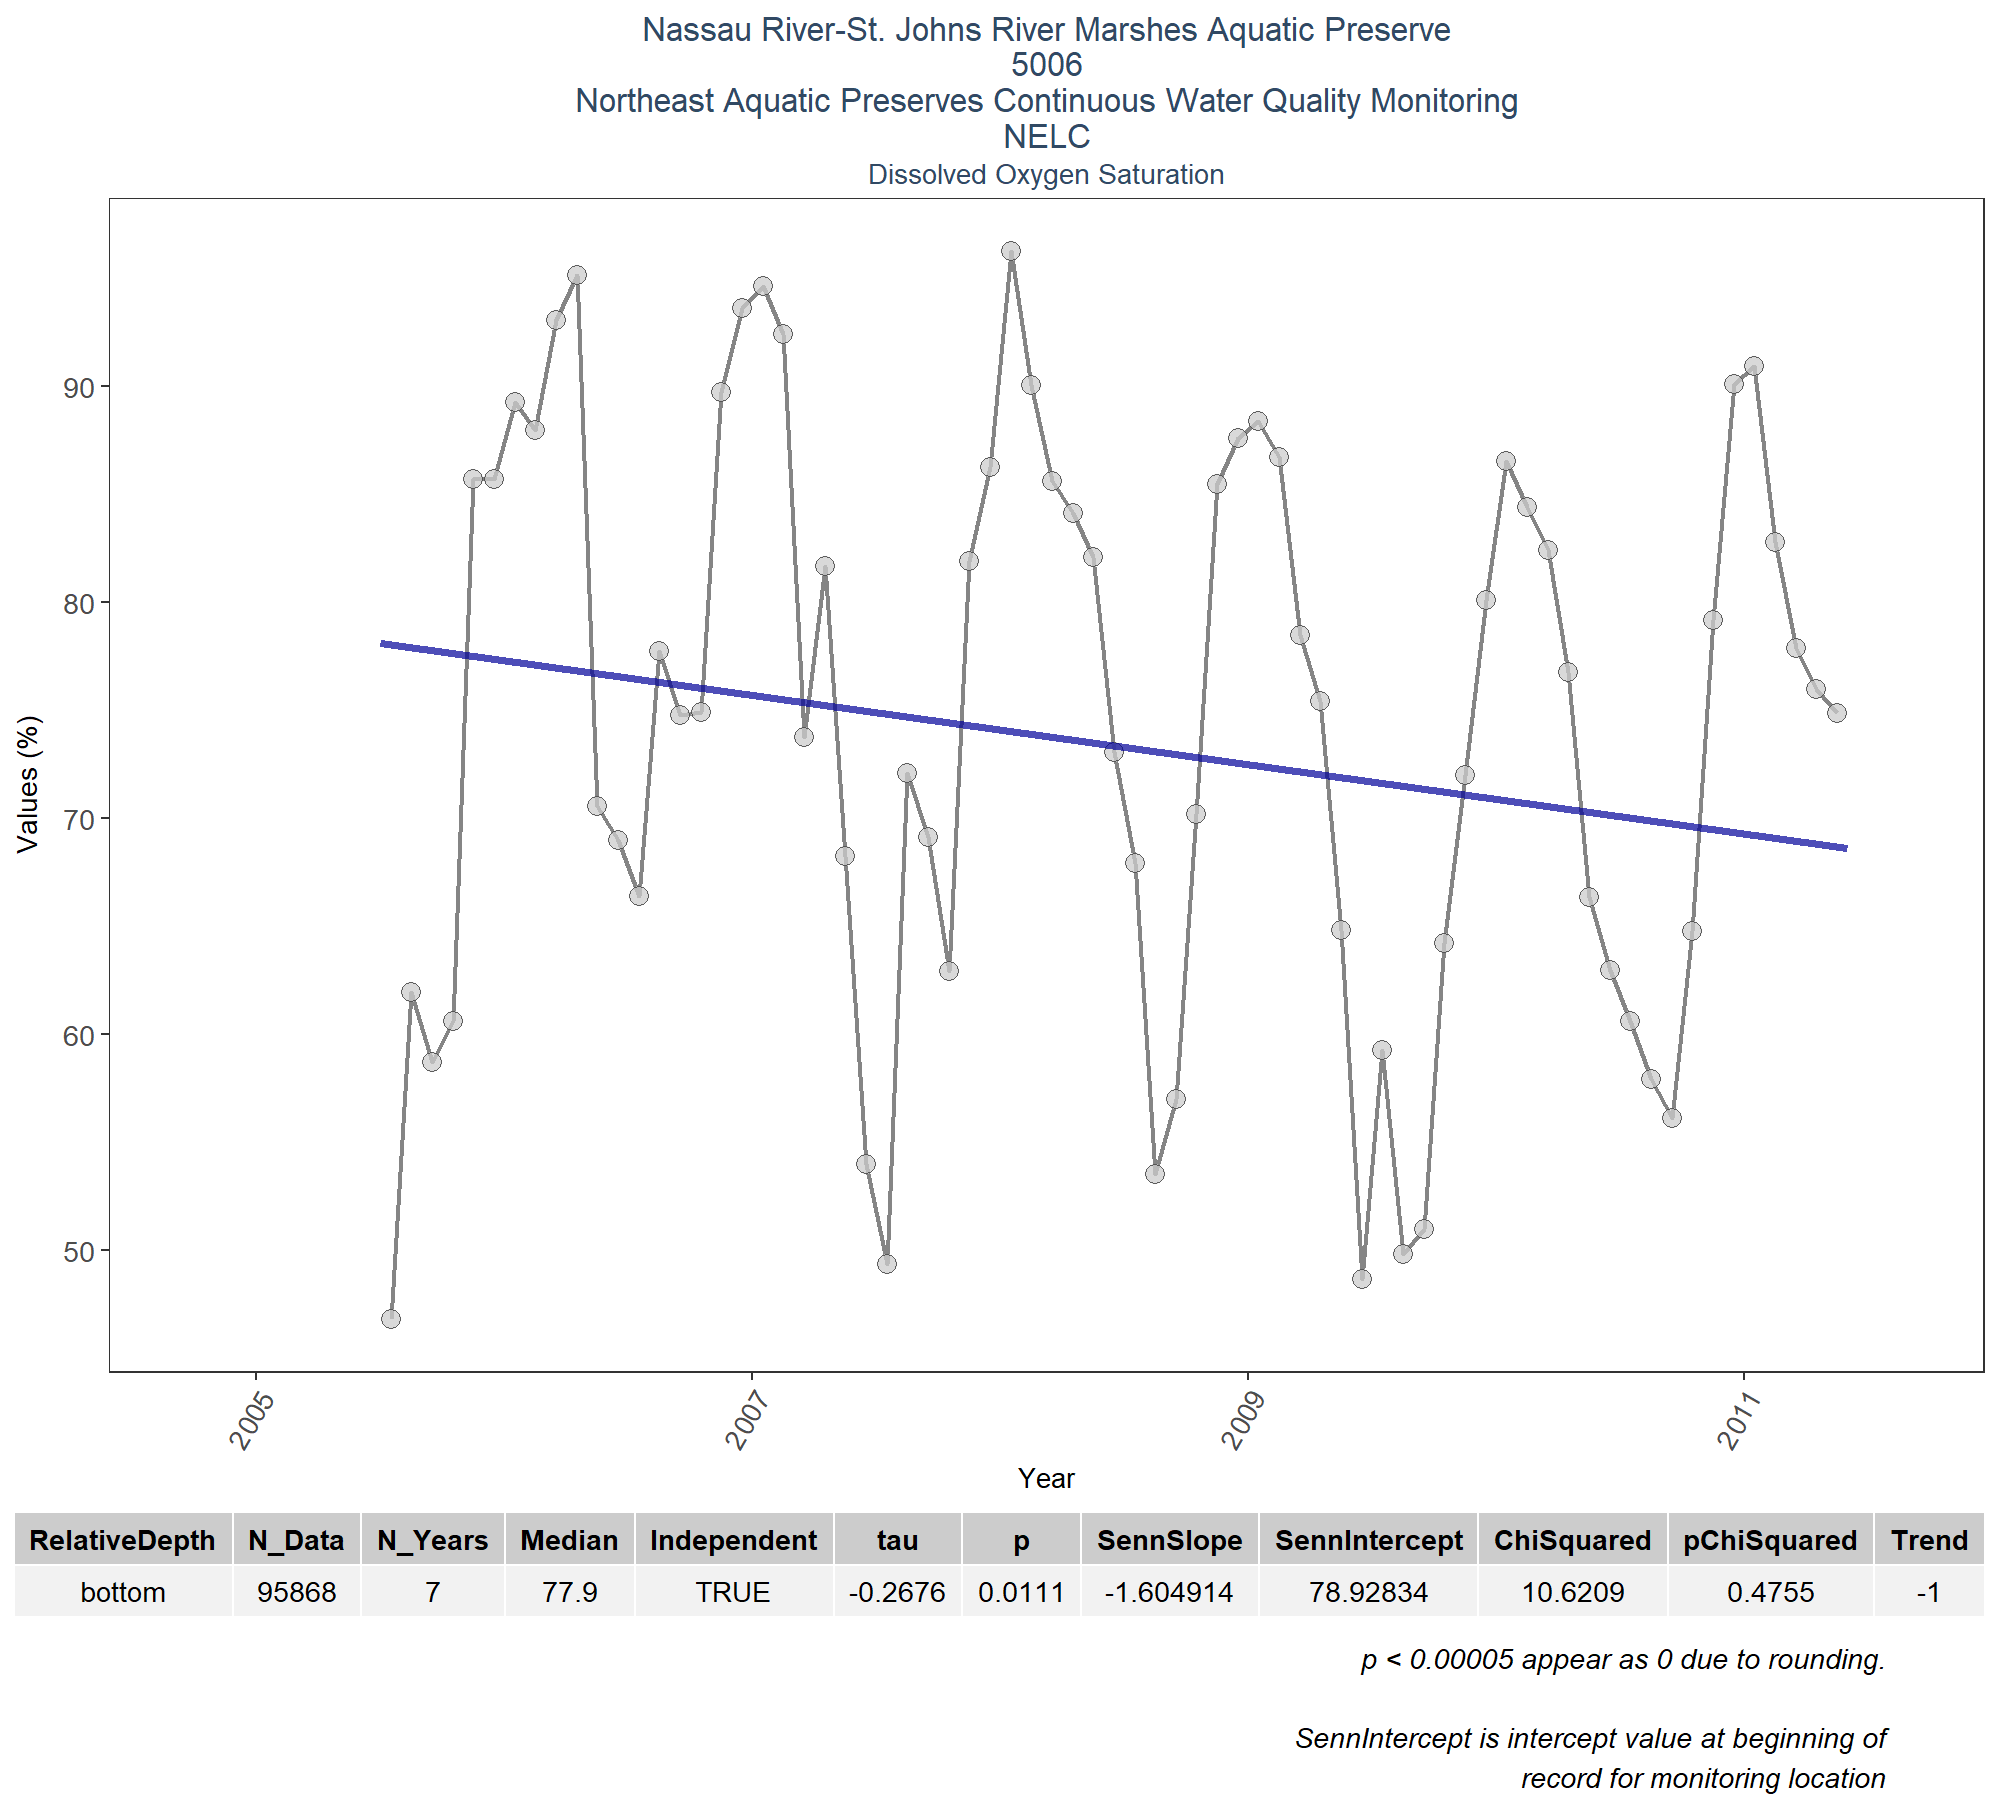 Nassau River-St. Johns River Marshes Aquatic Preserve
5006
Northeast Aquatic Preserves Continuous Water Quality Monitoring
NELC
Dissolved Oxygen Saturation
90
80
70
60
50
Values (%)
2005 2007 2009 2011
Year
RelativeDepth N_Data N_Years Median Independent tau p SennSlope SennIntercept ChiSquared pChiSquared Trend
bottom 95868 7 77.9 TRUE -0.2676 0.0111 -1.604914 78.92834 10.6209 0.4755 -1
p < 0.00005 appear as 0 due to rounding.
SennIntercept is intercept value at beginning of
record for monitoring location